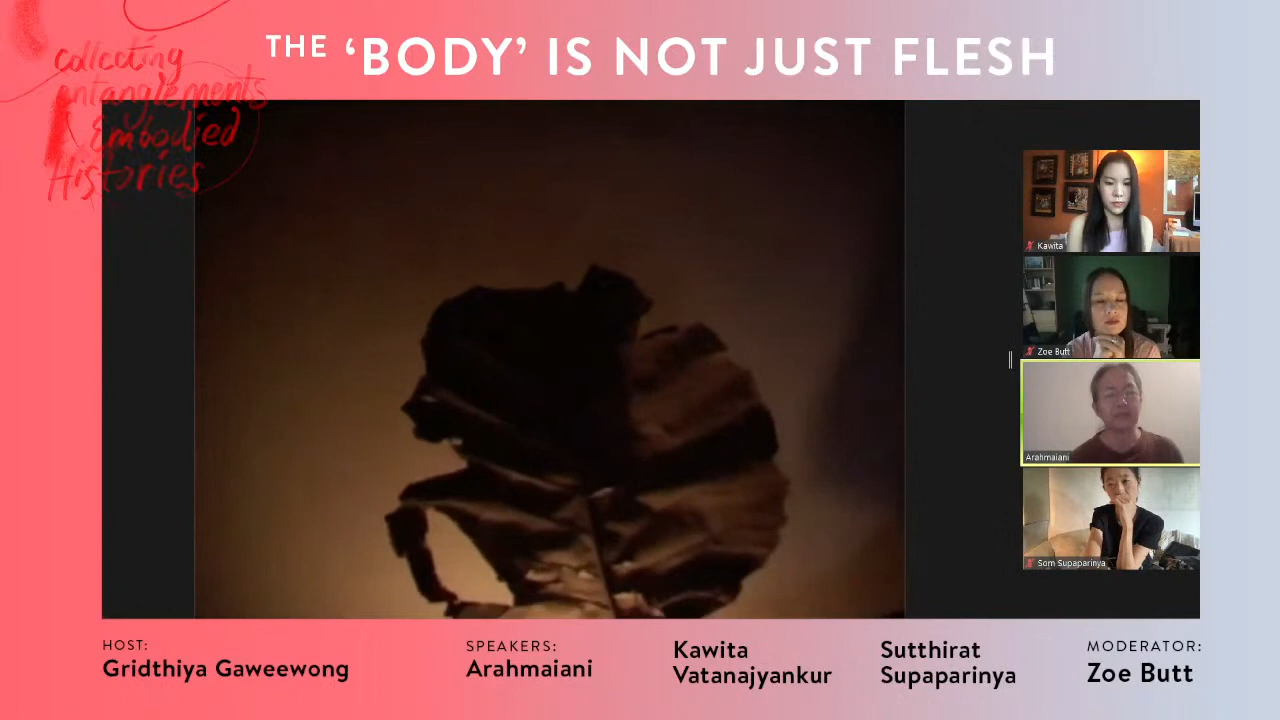 collecting
entanglements
Embodied
Histories
THE ‘BODY’ IS NOT JUST FLESH
Kawita
Zoe Butt
Arahmaiani
Som Supaparinya
HOST:
Gridthiya Gaweewong
SPEAKERS:
Arahmaiani
Kawita
Vatanajyankur
Sutthirat
Supaparinya
MODERATOR:
Zoe Butt